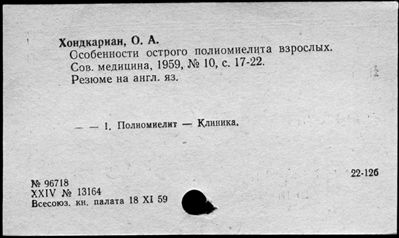 Хондкариан, О. А.
Особенности острого полиомиелита взрослых.
Сов. медицина, 1959, № 10, с. 17-22.
Резюме на англ. яз.
— — 1. Полиомиелит — Клиника.
№ 96718
XXIV № 13164
Всесоюз. кн. палата 18 XI 59
22-126